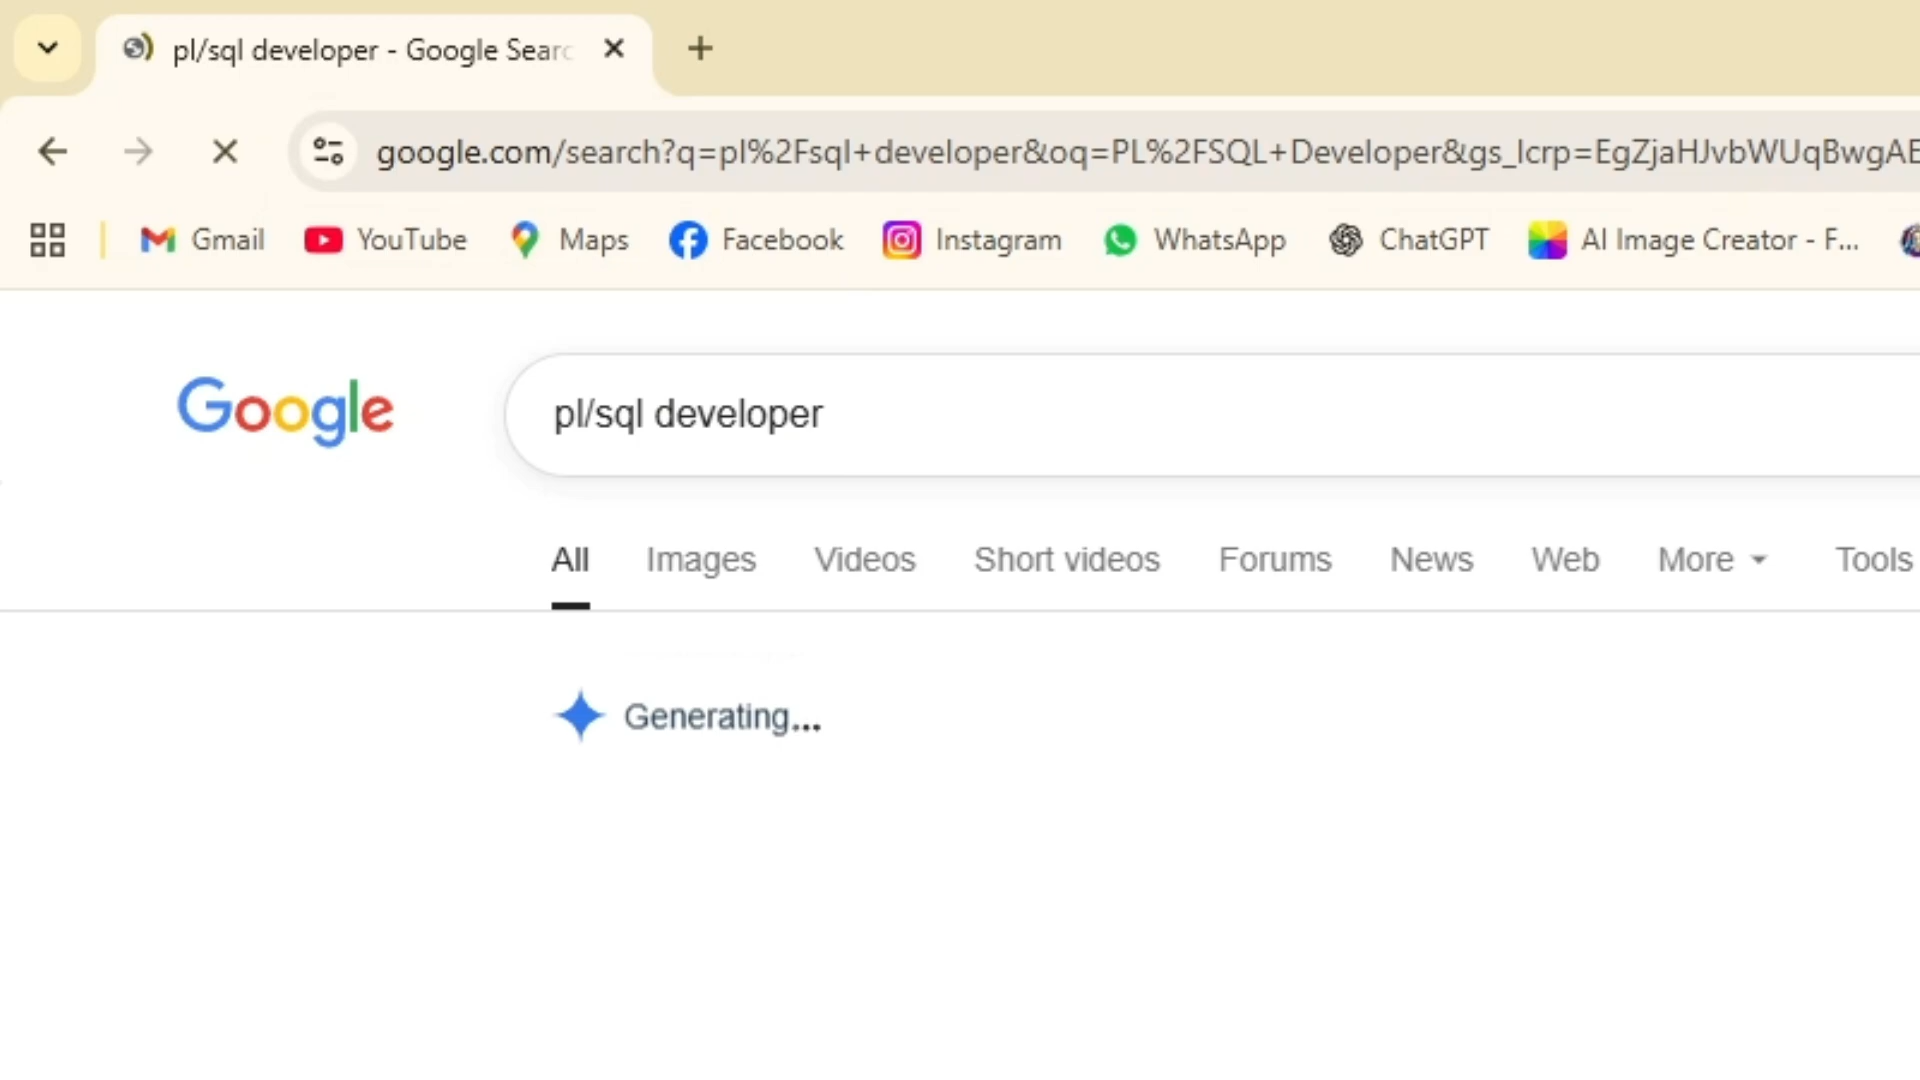 pl/sql developer - Google Searc
google.com/search?q=pl%2Fsql+developer&oq=PL%2FSQL+Developer&gs_lcrp=EgZjaHJvbWUqBwgAE
Gmail YouTube Maps Facebook Instagram WhatsApp ChatGPT AI Image Creator - F...
Google pl/sql developer
All Images Videos Short videos Forums News Web More Tools
Generating...